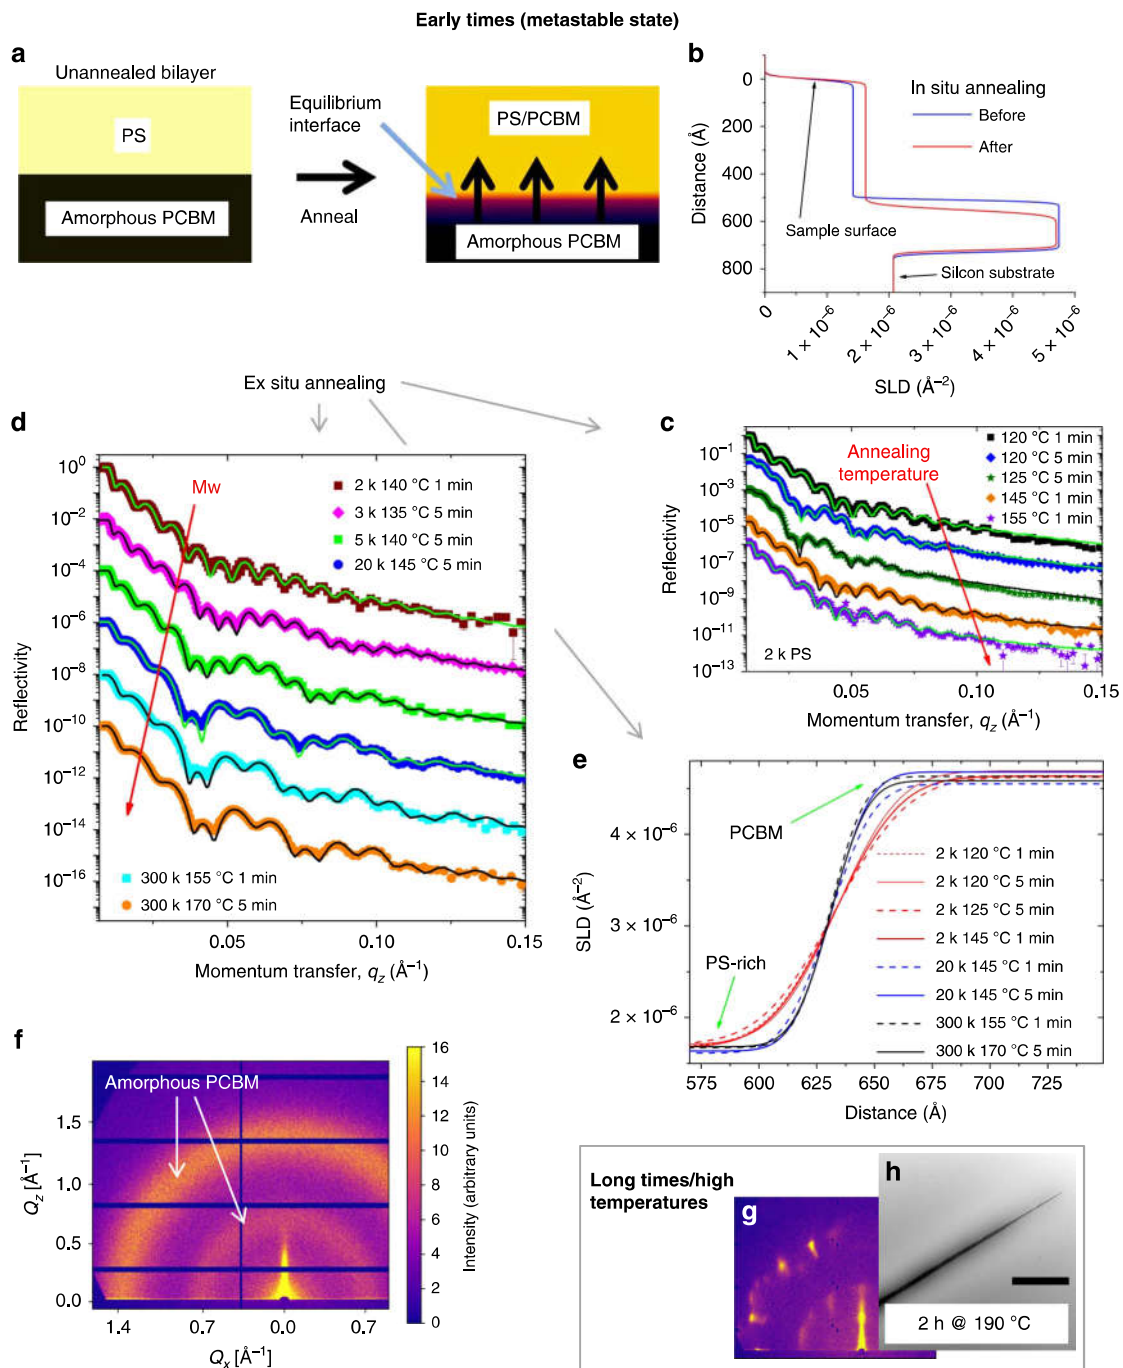 Early times (metastable state)
a
Unannealed bilayer
PS
Amorphous PCBM
Equilibrium
interface
Anneal
PS/PCBM
Amorphous PCBM
b
In situ annealing
Before
After
Sample surface
Silcon substrate
Distance (Å)
0
200
400
600
800
0
1 × 10⁻⁶
2 × 10⁻⁶
3 × 10⁻⁶
4 × 10⁻⁶
5 × 10⁻⁶
SLD (Å⁻²)
Ex situ annealing
d
Mw
2 k 140 °C 1 min
3 k 135 °C 5 min
5 k 140 °C 5 min
20 k 145 °C 5 min
300 k 155 °C 1 min
300 k 170 °C 5 min
Reflectivity
10⁰
10⁻²
10⁻⁴
10⁻⁶
10⁻⁸
10⁻¹⁰
10⁻¹²
10⁻¹⁴
10⁻¹⁶
0.05
0.10
0.15
Momentum transfer, q_z (Å⁻¹)
c
Annealing
temperature
120 °C 1 min
120 °C 5 min
125 °C 5 min
145 °C 1 min
155 °C 1 min
2 k PS
Reflectivity
10⁻¹
10⁻³
10⁻⁵
10⁻⁷
10⁻⁹
10⁻¹¹
10⁻¹³
0.05
0.10
0.15
Momentum transfer, q_z (Å⁻¹)
e
PCBM
PS-rich
2 k 120 °C 1 min
2 k 120 °C 5 min
2 k 125 °C 5 min
2 k 145 °C 1 min
20 k 145 °C 1 min
20 k 145 °C 5 min
300 k 155 °C 1 min
300 k 170 °C 5 min
SLD (Å⁻²)
4 × 10⁻⁶
3 × 10⁻⁶
2 × 10⁻⁶
575
600
625
650
675
700
725
Distance (Å)
f
Amorphous PCBM
Q_z [Å⁻¹]
1.5
1.0
0.5
0.0
1.4
0.7
0.0
0.7
Q_x [Å⁻¹]
16
14
12
10
8
6
4
2
0
Intensity (arbitrary units)
Long times/high
temperatures
g
h
2 h @ 190 °C